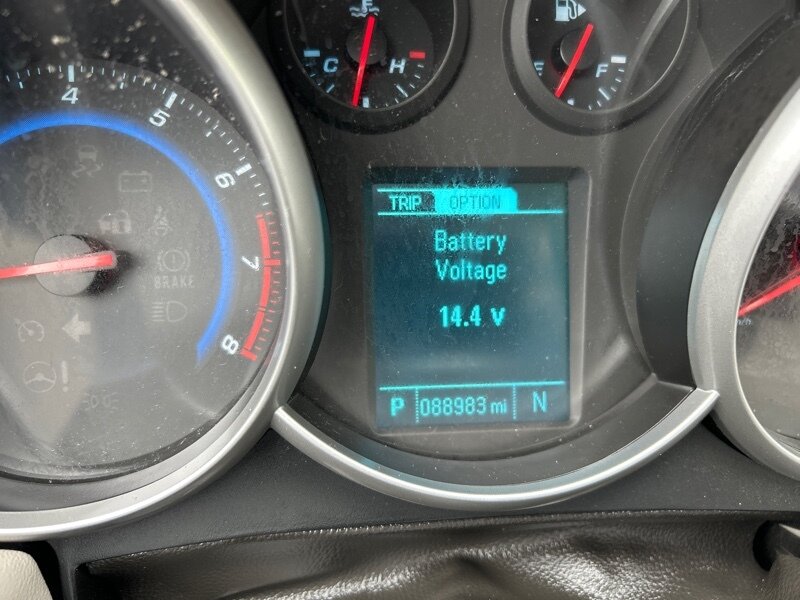 C H
F
4
5
6
7
8
TRIP OPTION
Battery
Voltage
14.4 v
BRAKE
P 088983 mi N